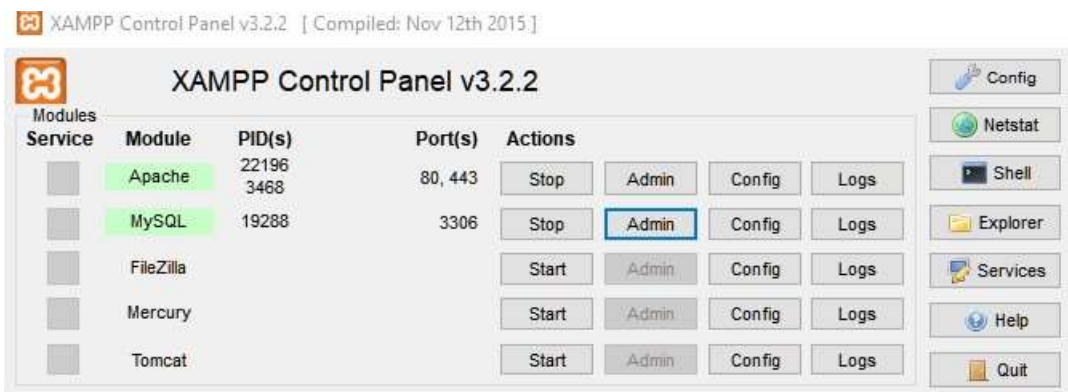 XAMPP Control Panel v3.2.2 [ Compiled: Nov 12th 2015 ]
XAMPP Control Panel v3.2.2
Config
Modules
Service Module PID(s) Port(s) Actions
Netstat
Apache 22196 3468 80, 443 Stop Admin Config Logs
Shell
MySQL 19288 3306 Stop Admin Config Logs
Explorer
FileZilla Start Admin Config Logs
Services
Mercury Start Admin Config Logs
Help
Tomcat Start Admin Config Logs
Quit